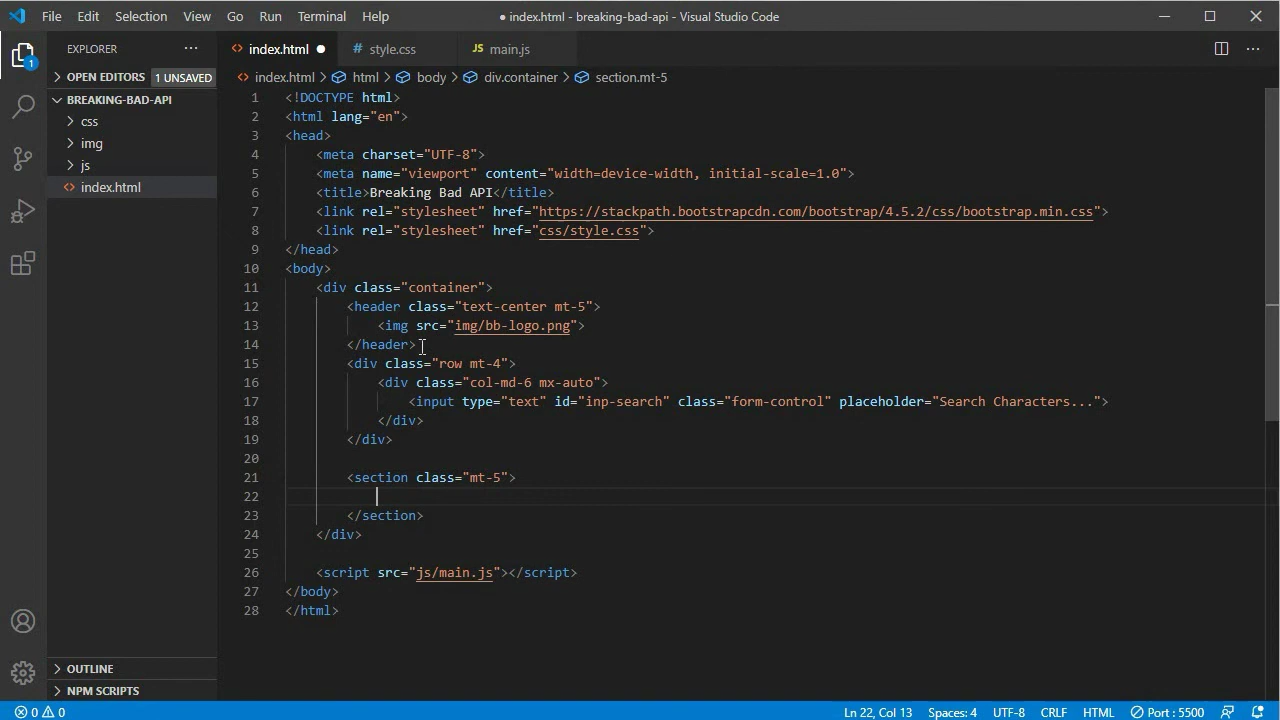 File Edit Selection View Go Run Terminal Help
● index.html - breaking-bad-api - Visual Studio Code
EXPLORER ···
index.html ●
# style.css
JS main.js
OPEN EDITORS 1 UNSAVED
index.html > html > body > div.container > section.mt-5
BREAKING-BAD-API
css
img
js
index.html
1 <!DOCTYPE html>
2 <html lang="en">
3 <head>
4 <meta charset="UTF-8">
5 <meta name="viewport" content="width=device-width, initial-scale=1.0">
6 <title>Breaking Bad API</title>
7 <link rel="stylesheet" href="https://stackpath.bootstrapcdn.com/bootstrap/4.5.2/css/bootstrap.min.css">
8 <link rel="stylesheet" href="css/style.css">
9 </head>
10 <body>
11 <div class="container">
12 <header class="text-center mt-5">
13 <img src="img/bb-logo.png">
14 </header>
15 <div class="row mt-4">
16 <div class="col-md-6 mx-auto">
17 <input type="text" id="inp-search" class="form-control" placeholder="Search Characters...">
18 </div>
19 </div>
20
21 <section class="mt-5">
22
23 </section>
24 </div>
25
26 <script src="js/main.js"></script>
27 </body>
28 </html>
1
OUTLINE
NPM SCRIPTS
0 0
Ln 22, Col 13 Spaces: 4 UTF-8 CRLF HTML Port : 5500